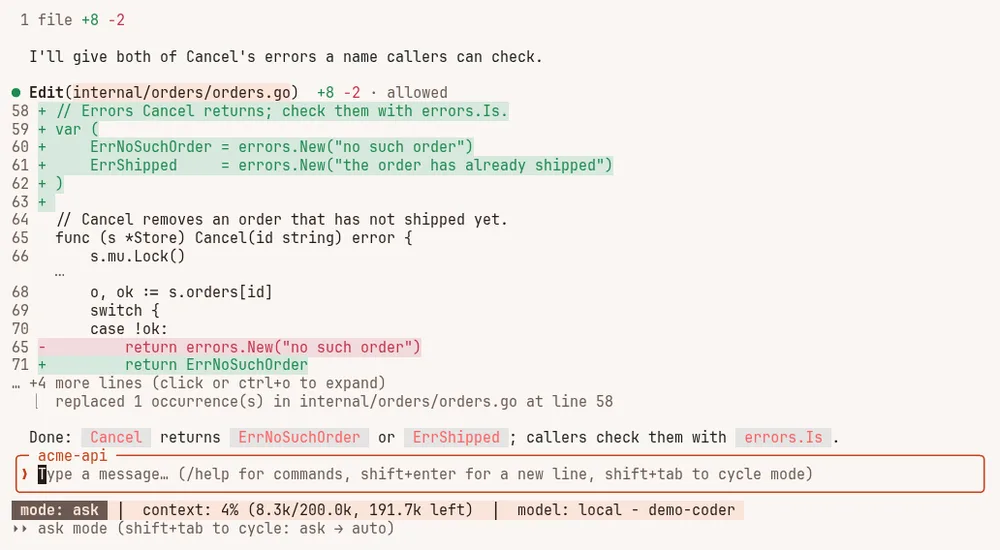 1 file +8 -2
I'll give both of Cancel's errors a name callers can check.
● Edit(internal/orders/orders.go)  +8 -2 · allowed
58 + // Errors Cancel returns; check them with errors.Is.
59 + var (
60 +     ErrNoSuchOrder = errors.New("no such order")
61 +     ErrShipped     = errors.New("the order has already shipped")
62 + )
63 +
64   // Cancel removes an order that has not shipped yet.
65   func (s *Store) Cancel(id string) error {
66       s.mu.Lock()
…
68       o, ok := s.orders[id]
69       switch {
70       case !ok:
65 -         return errors.New("no such order")
71 +         return ErrNoSuchOrder
… +4 more lines (click or ctrl+o to expand)
⎣ replaced 1 occurrence(s) in internal/orders/orders.go at line 58
Done: Cancel returns ErrNoSuchOrder or ErrShipped; callers check them with errors.Is.
acme-api
❯ Type a message… (/help for commands, shift+enter for a new line, shift+tab to cycle mode)
mode: ask │ context: 4% (8.3k/200.0k, 191.7k left) │ model: local - demo-coder
▸▸ ask mode (shift+tab to cycle: ask → auto)